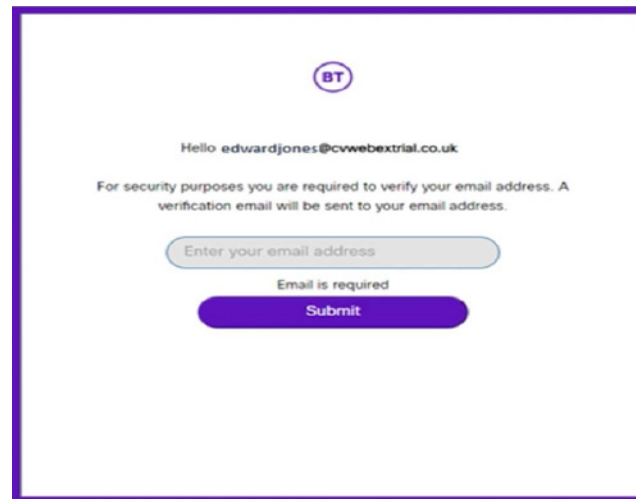 BT
Hello edwardjones@cvwebextrial.co.uk
For security purposes you are required to verify your email address. A
verification email will be sent to your email address.
Enter your email address
Email is required
Submit